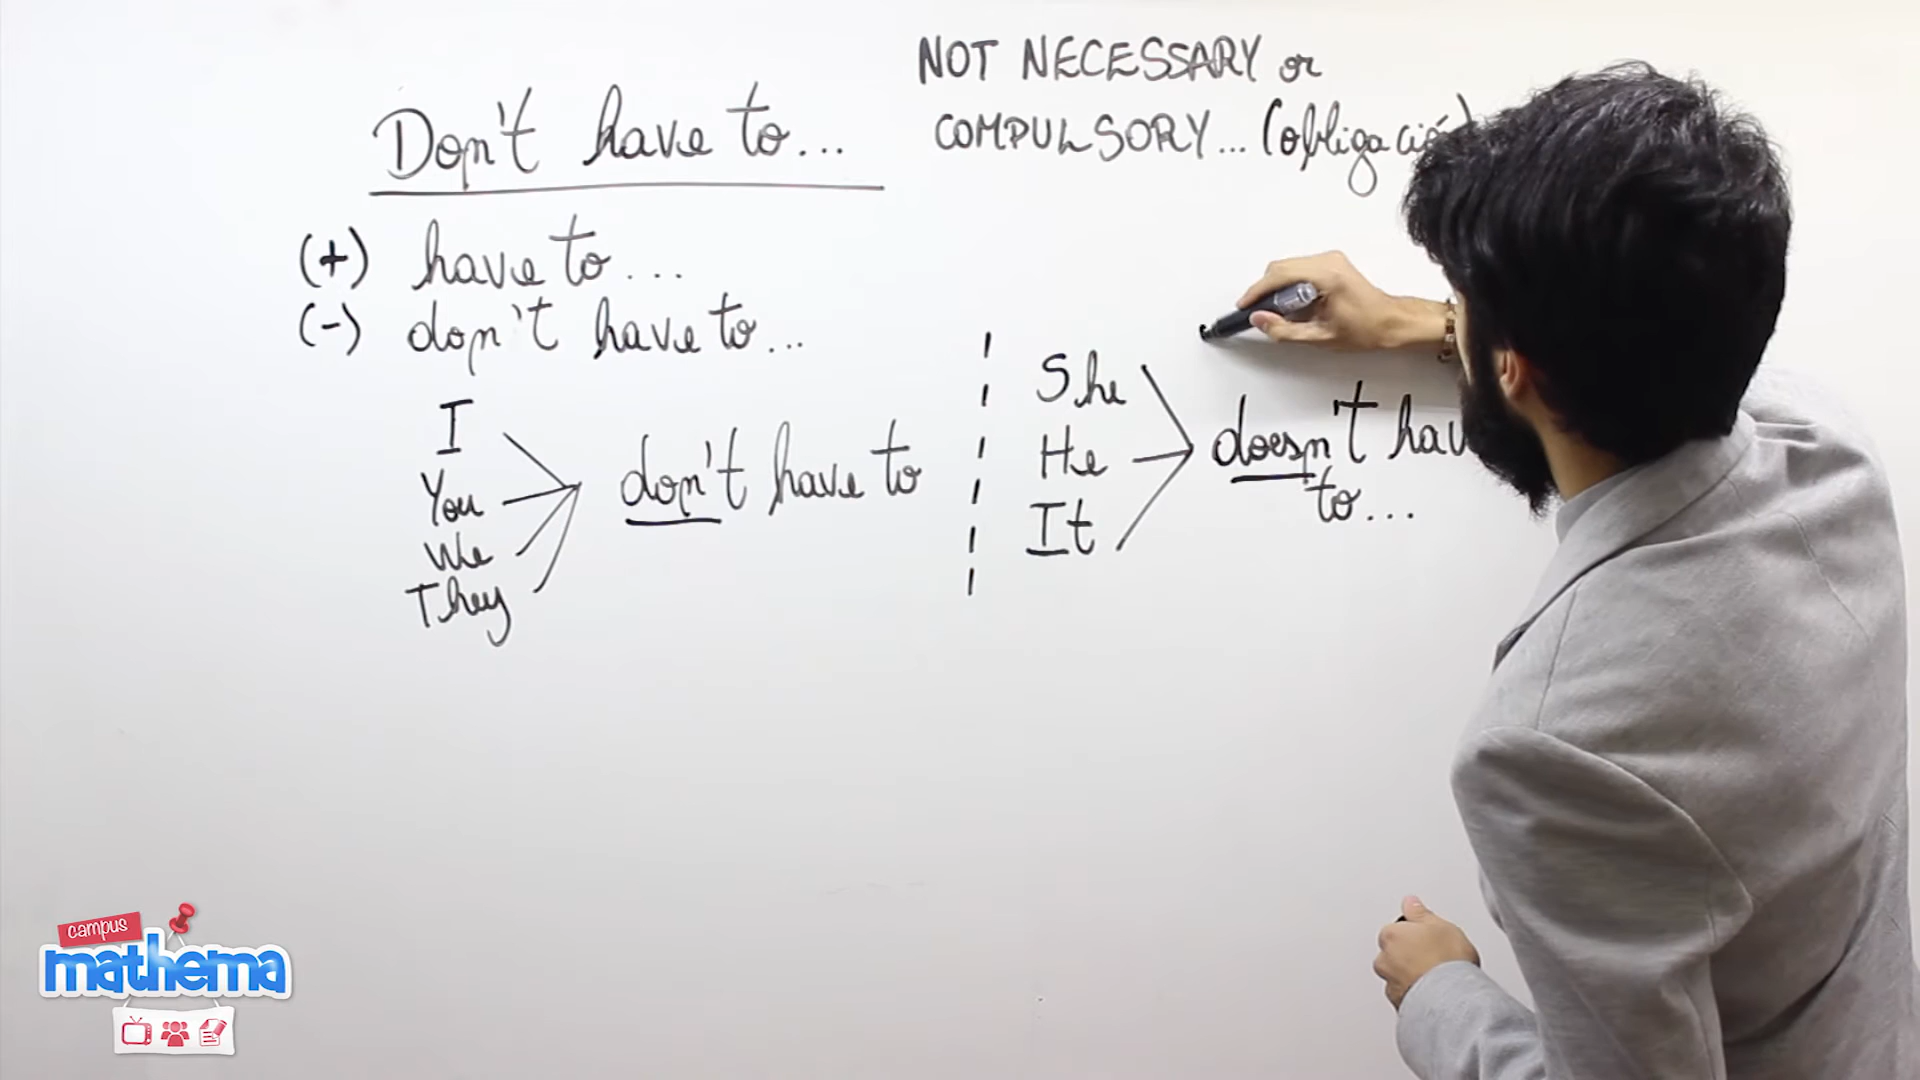 NOT NECESSARY or
Don't have to...
COMPULSORY... (obligación)
(+) have to...
(-) don't have to...
I
You
We
They
don't have to
She
He
It
doesn't hav
to...
campus
mathema